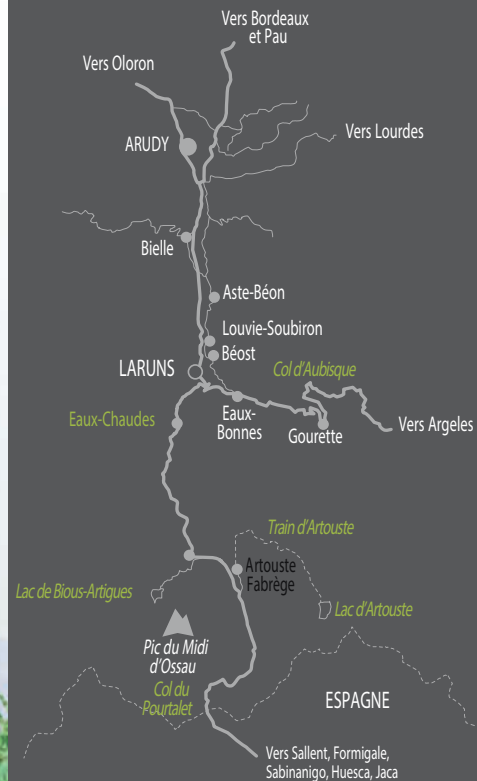 Vers Bordeaux
et Pau
Vers Oloron
Vers Lourdes
ARUDY
Bielle
Aste-Béon
Louvie-Soubiron
Béost
LARUNS
Col d'Aubisque
Eaux-Chaudes
Eaux-
Bonnes
Gourette
Vers Argeles
Train d'Artouste
Artouste
Fabrège
Lac de Bious-Artigues
Lac d'Artouste
Pic du Midi
d'Ossau
Col du
Pourtalet
ESPAGNE
Vers Sallent, Formigale,
Sabinanigo, Huesca, Jaca